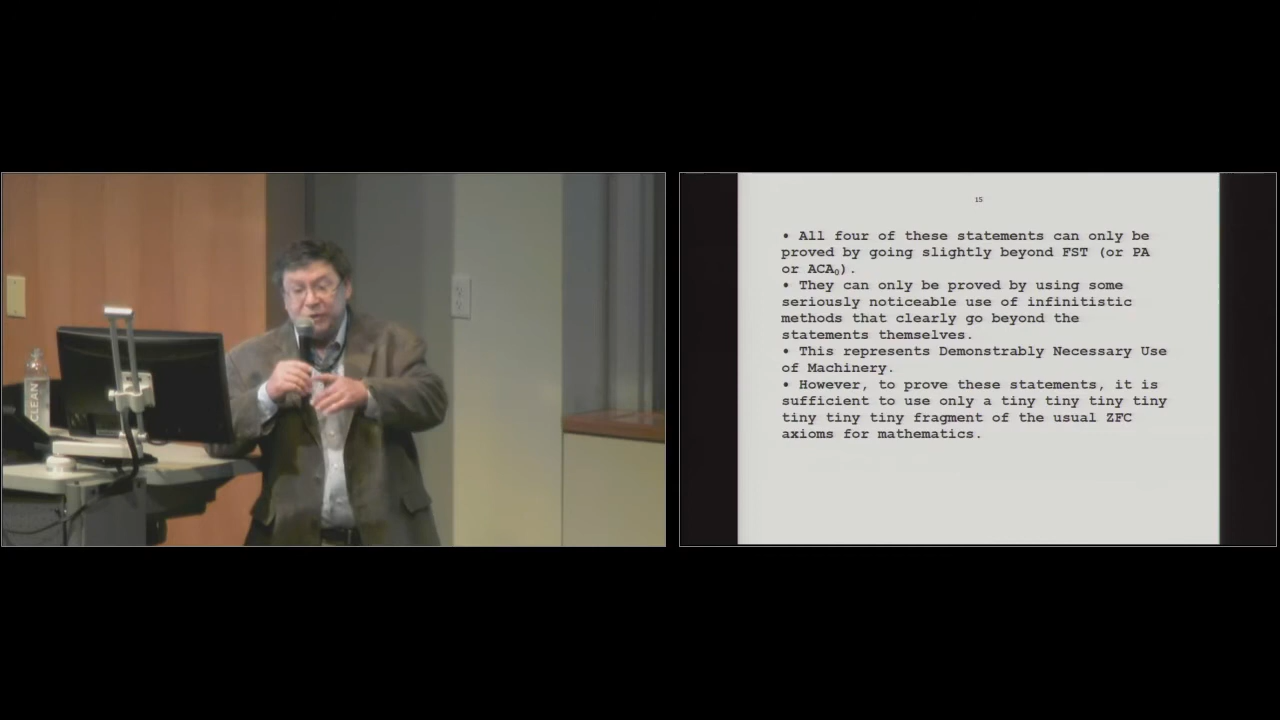 CLEAN
15
• All four of these statements can only be
proved by going slightly beyond FST (or PA
or ACA₀).
• They can only be proved by using some
seriously noticeable use of infinitistic
methods that clearly go beyond the
statements themselves.
• This represents Demonstrably Necessary Use
of Machinery.
• However, to prove these statements, it is
sufficient to use only a tiny tiny tiny tiny
tiny tiny tiny fragment of the usual ZFC
axioms for mathematics.